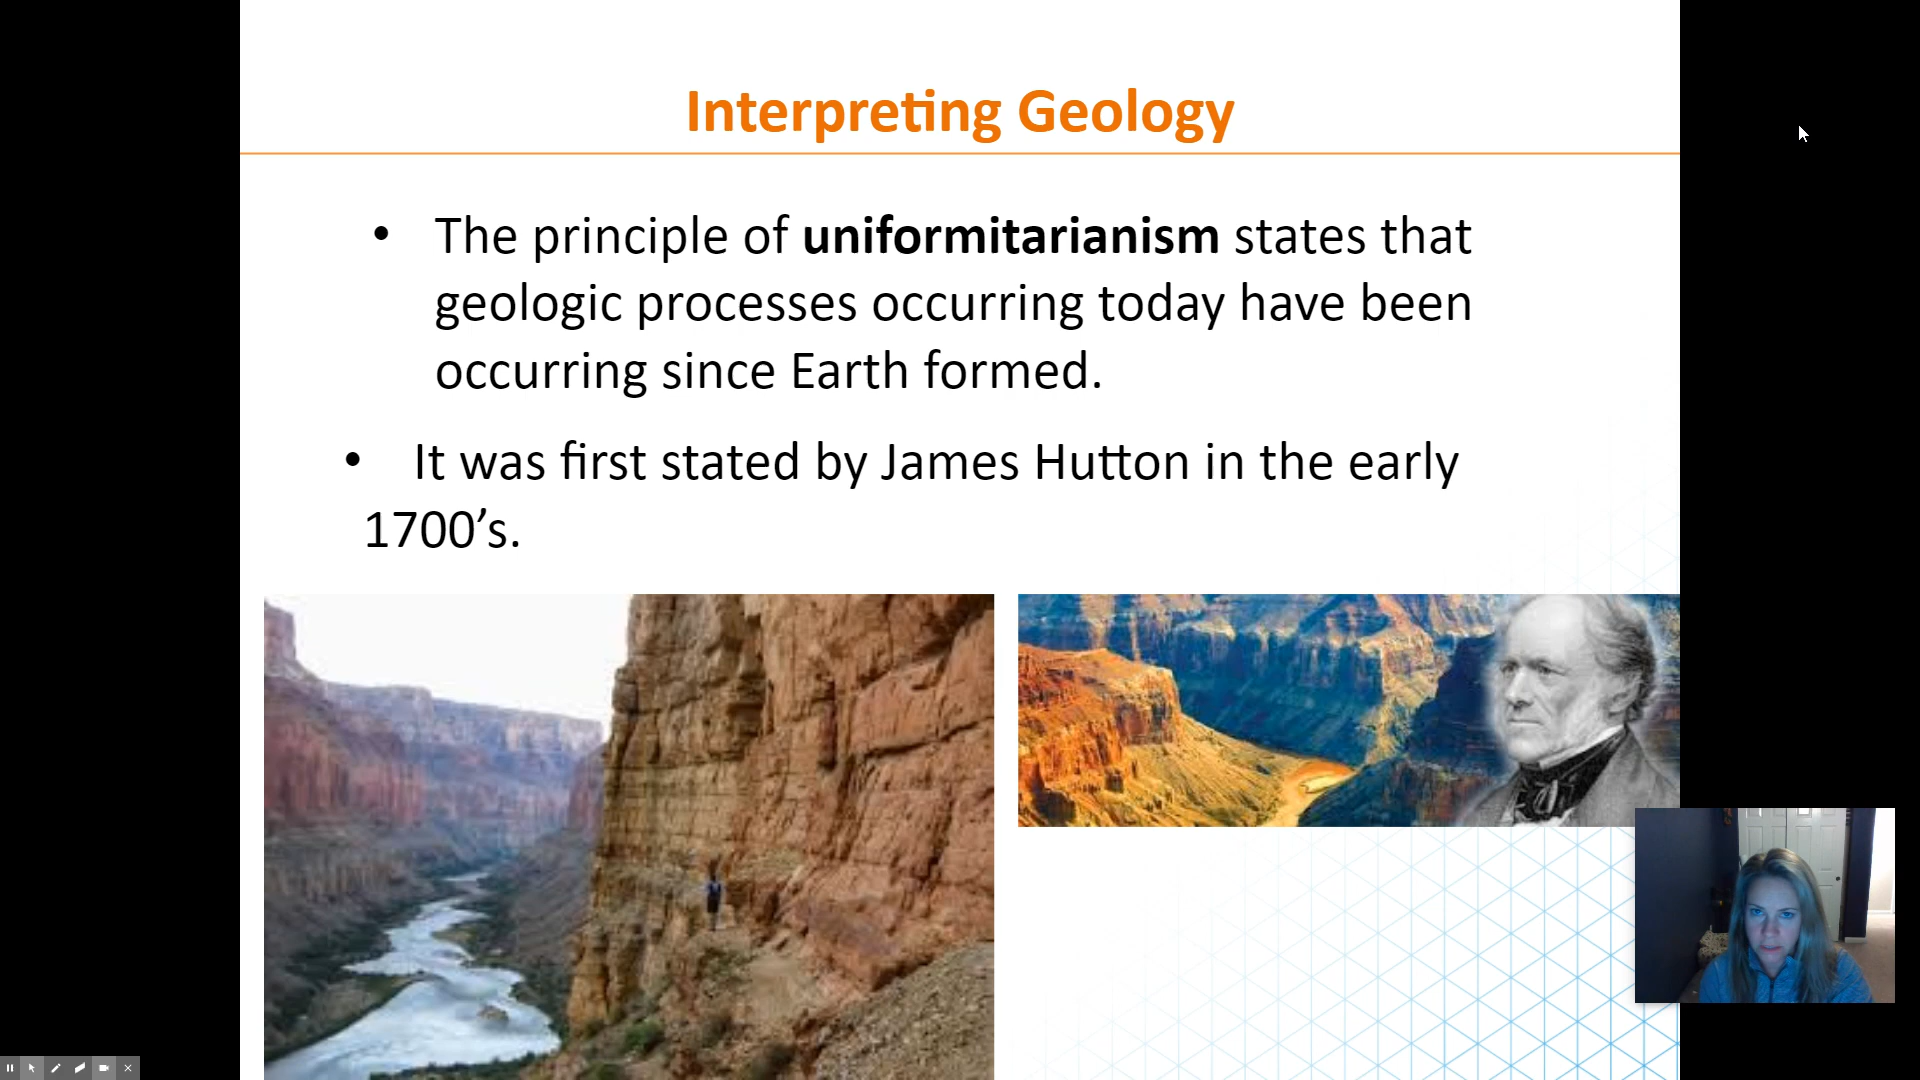 Interpreting Geology
• The principle of uniformitarianism states that
geologic processes occurring today have been
occurring since Earth formed.
• It was first stated by James Hutton in the early
1700’s.